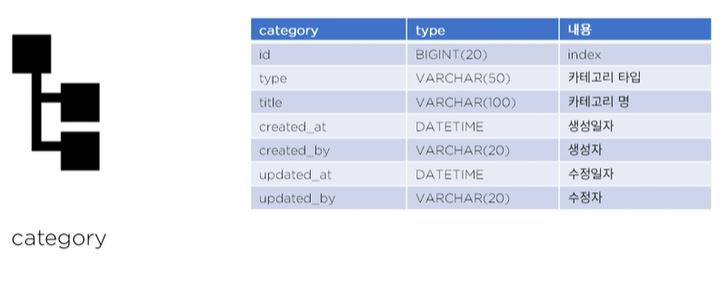 category type 내용
id BIGINT(20) index
type VARCHAR(50) 카테고리 타입
title VARCHAR(100) 카테고리 명
created_at DATETIME 생성일자
created_by VARCHAR(20) 생성자
updated_at DATETIME 수정일자
updated_by VARCHAR(20) 수정자
category